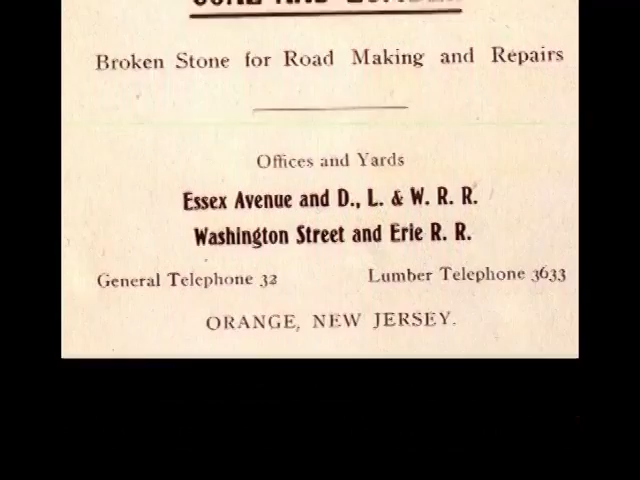 Broken Stone for Road Making and Repairs
Offices and Yards
Essex Avenue and D., L. & W. R. R.
Washington Street and Erie R. R.
General Telephone 32 Lumber Telephone 3633
ORANGE, NEW JERSEY.